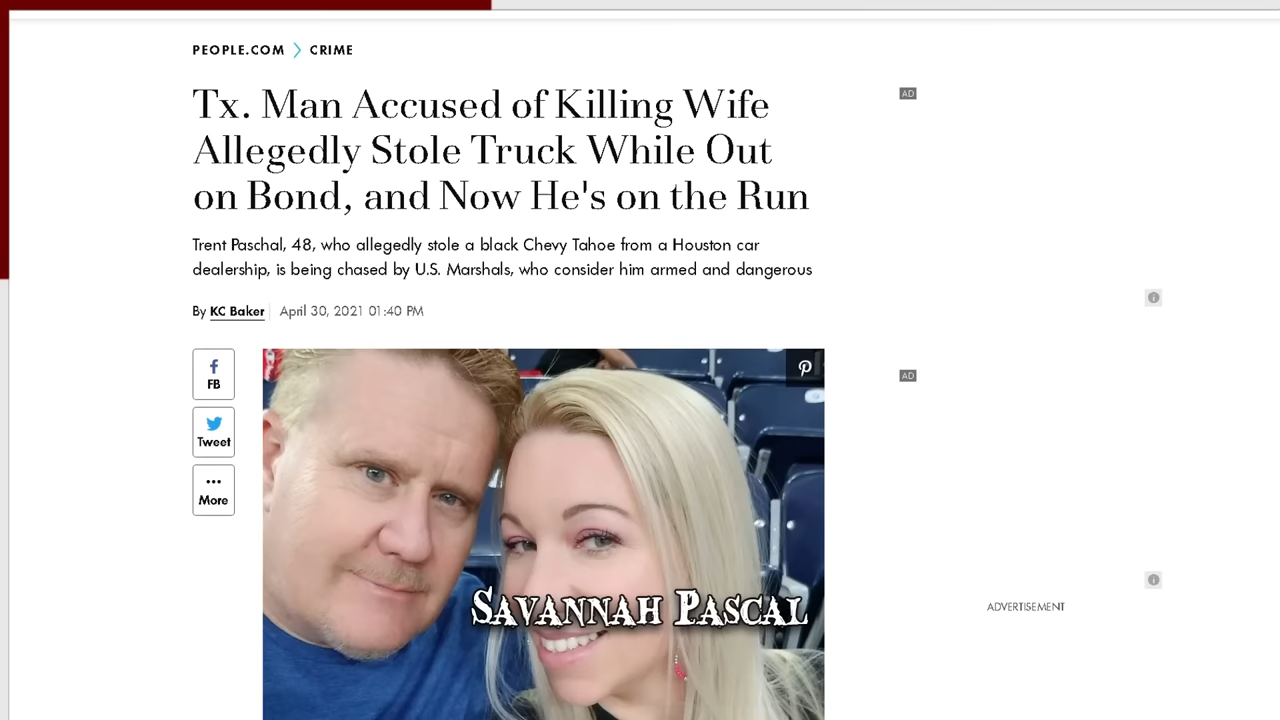 PEOPLE.COM > CRIME
AD
Tx. Man Accused of Killing Wife
Allegedly Stole Truck While Out
on Bond, and Now He's on the Run
Trent Paschal, 48, who allegedly stole a black Chevy Tahoe from a Houston car
dealership, is being chased by U.S. Marshals, who consider him armed and dangerous
By KC Baker April 30, 2021 01:40 PM
FB
AD
Tweet
More
SAVANNAH PASCAL
ADVERTISEMENT